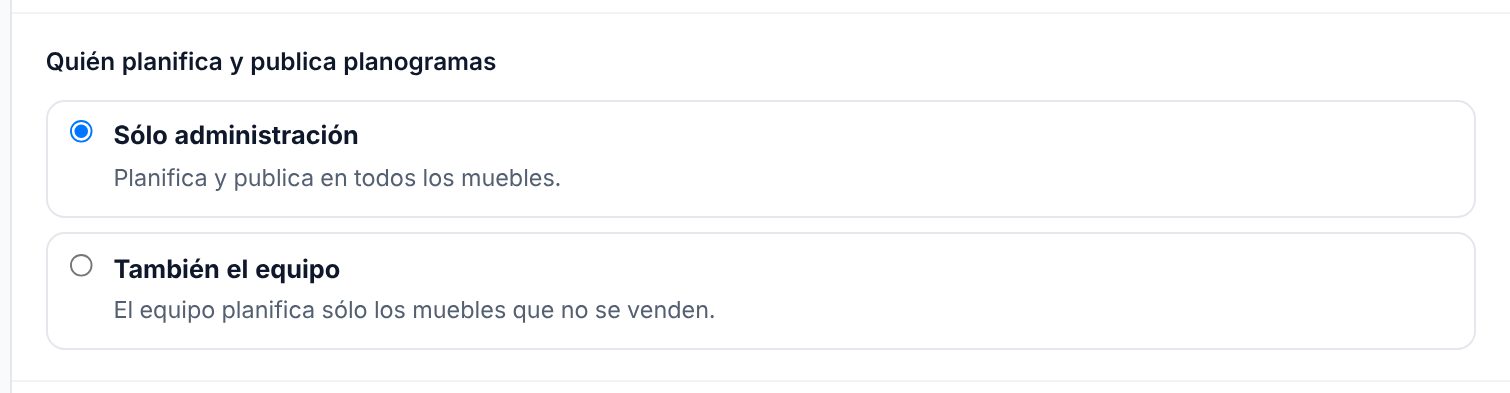 Quién planifica y publica planogramas
Sólo administración
Planifica y publica en todos los muebles.
También el equipo
El equipo planifica sólo los muebles que no se venden.